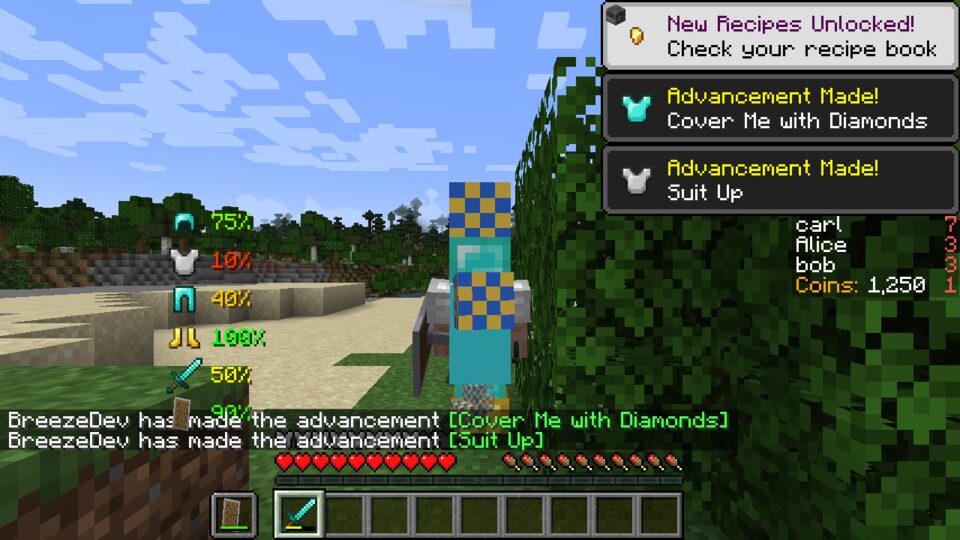 New Recipes Unlocked!
Check your recipe book
Advancement Made!
Cover Me with Diamonds
Advancement Made!
Suit Up
carl 7
Alice 3
bob 3
Coins: 1,250 1
75%
10%
40%
100%
50%
90%
BreezeDev has made the advancement [Cover Me with Diamonds]
BreezeDev has made the advancement [Suit Up]